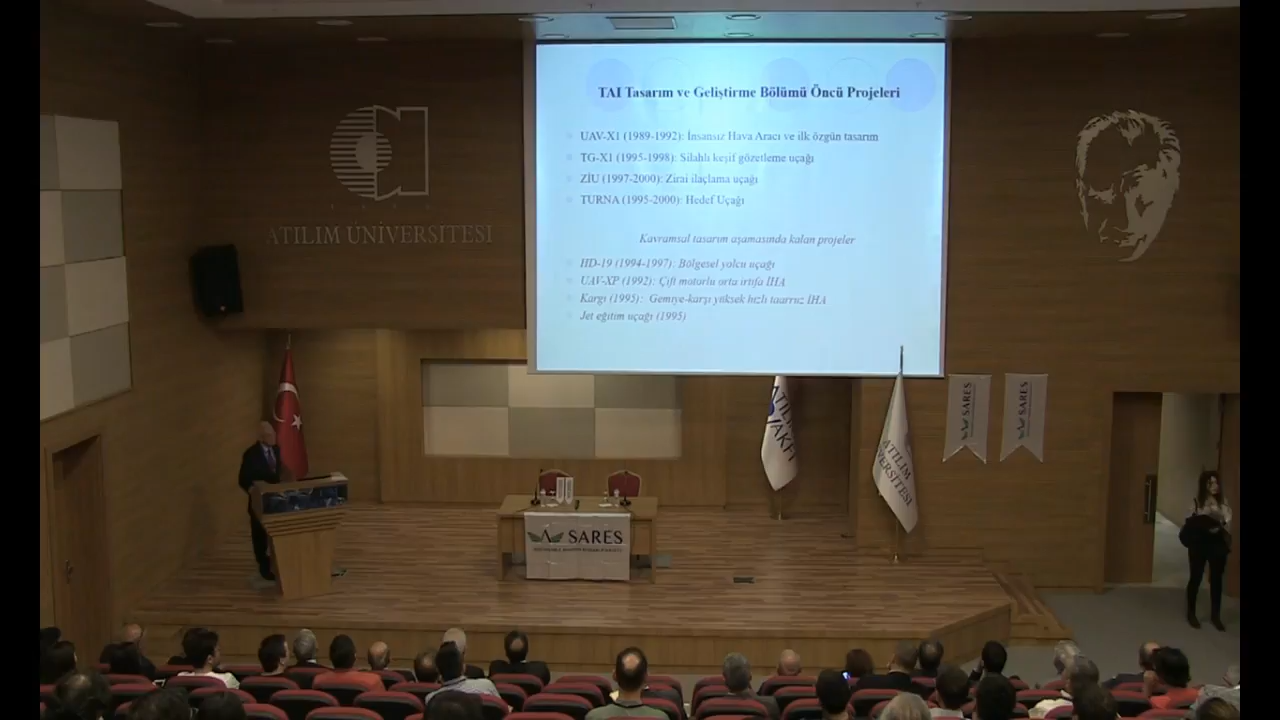 TAI Tasarım ve Geliştirme Bölümü Öncü Projeleri
UAV-X1 (1989-1992): İnsansız Hava Aracı ve ilk özgün tasarım
TG-X1 (1995-1998): Silahlı keşif gözetleme uçağı
ZİU (1997-2000): Zirai ilaçlama uçağı
TURNA (1995-2000): Hedef Uçağı
Kavramsal tasarım aşamasında kalan projeler
HD-19 (1994-1997): Bölgesel yolcu uçağı
UAV-XP (1992): Çift motorlu orta irtifa İHA
Kargı (1995): Gemiye-karşı yüksek hızlı taarruz İHA
Jet eğitim uçağı (1995)
ATILIM ÜNİVERSİTESİ
ATILIM
VAKFI
ATILIM
ÜNİVERSİTESİ
SARES
SARES
SARES